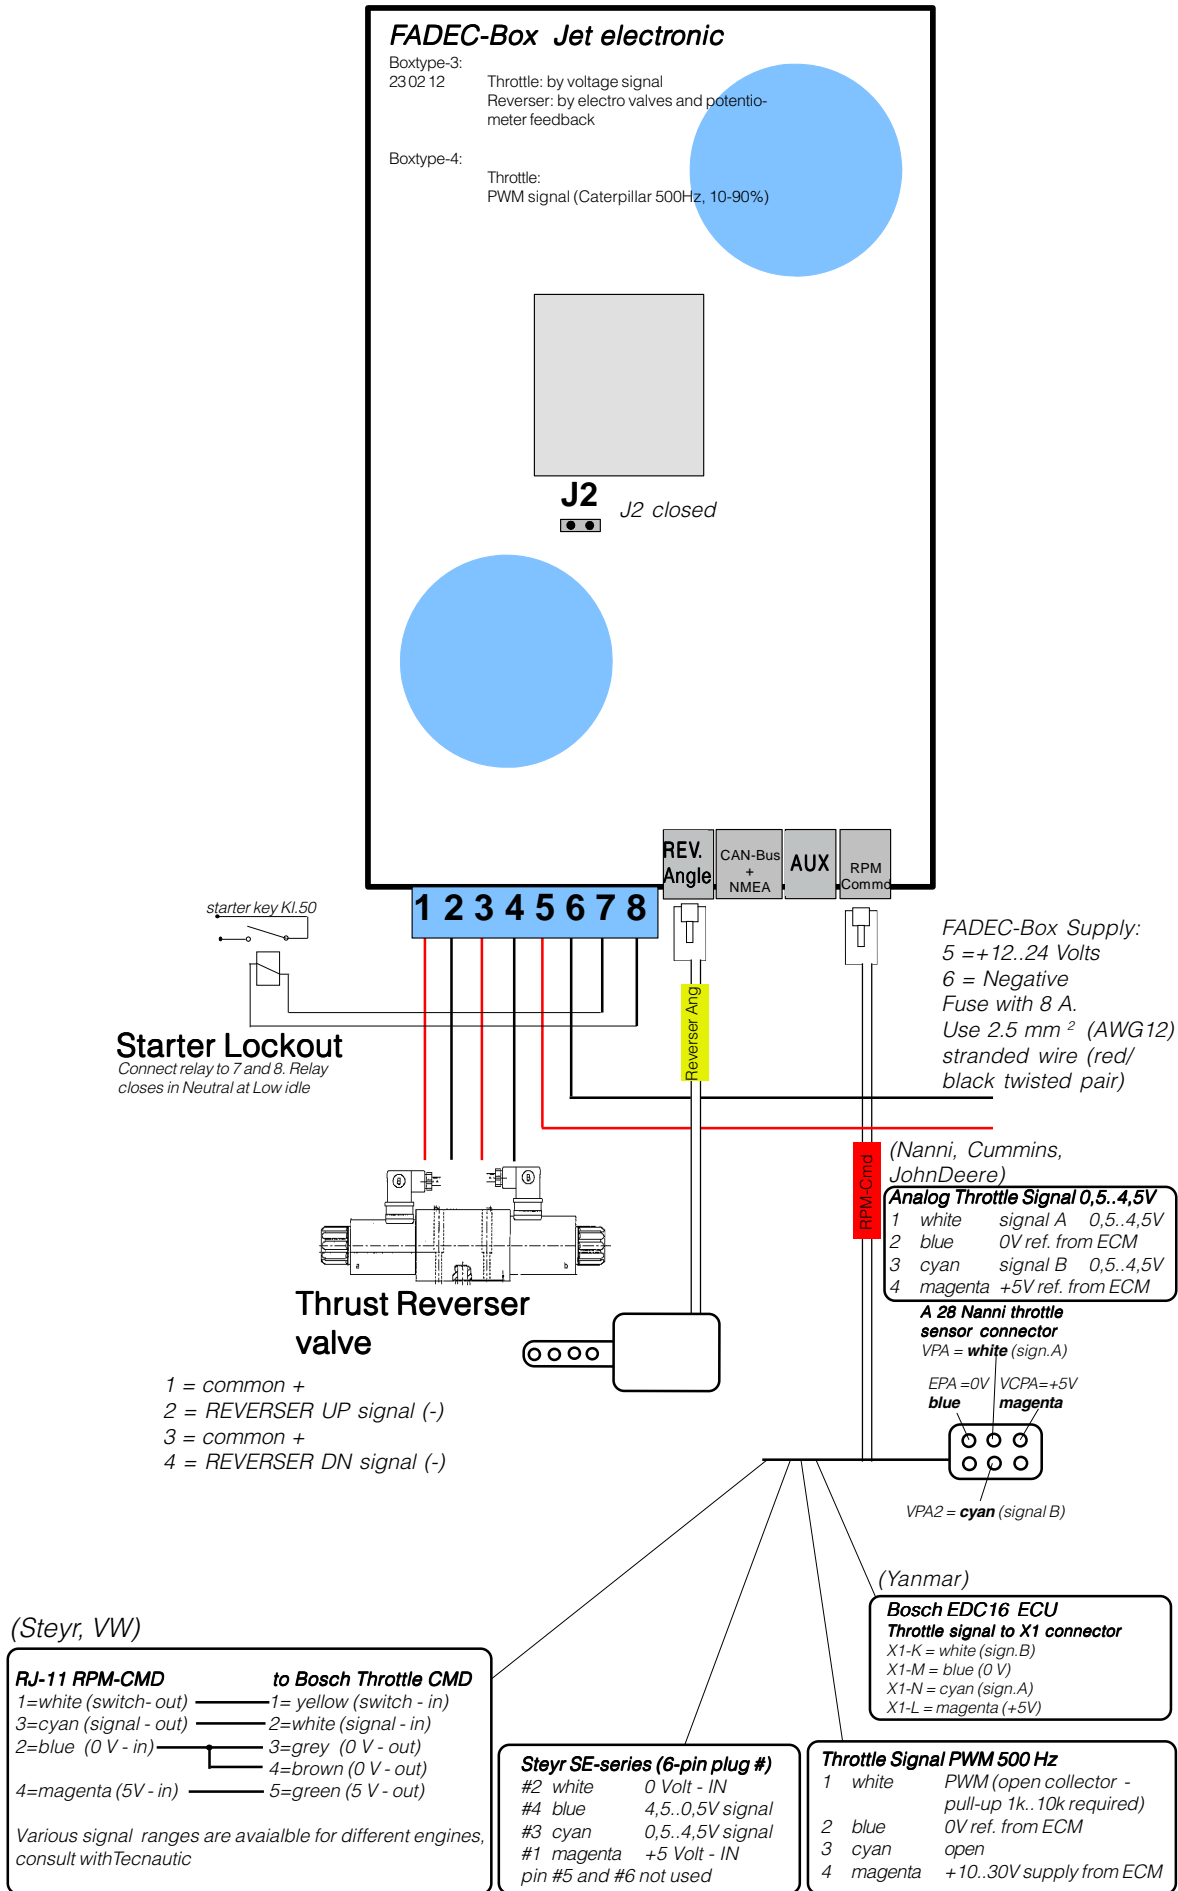 FADEC-Box Jet electronic
Boxtype-3:
23 02 12 Throttle: by voltage signal
Reverser: by electro valves and potentio-
meter feedback
Boxtype-4:
Throttle:
PWM signal (Caterpillar 500Hz, 10-90%)
J2
J2 closed
REV.
Angle
CAN-Bus
+
NMEA
AUX
RPM
Commd
1 2 3 4 5 6 7 8
starter key Kl.50
Starter Lockout
Connect relay to 7 and 8. Relay
closes in Neutral at Low idle
Reverser Ang
FADEC-Box Supply:
5 =+12..24 Volts
6 = Negative
Fuse with 8 A.
Use 2.5 mm ² (AWG12)
stranded wire (red/
black twisted pair)
RPM-Cmd
a
b
Thrust Reverser
valve
1 = common +
2 = REVERSER UP signal (-)
3 = common +
4 = REVERSER DN signal (-)
(Nanni, Cummins,
JohnDeere)
Analog Throttle Signal 0,5..4,5V
1 white signal A 0,5..4,5V
2 blue 0V ref. from ECM
3 cyan signal B 0,5..4,5V
4 magenta +5V ref. from ECM
A 28 Nanni throttle
sensor connector
VPA = white (sign.A)
EPA =0V VCPA=+5V
blue magenta
VPA2 = cyan (signal B)
(Yanmar)
Bosch EDC16 ECU
Throttle signal to X1 connector
X1-K = white (sign.B)
X1-M = blue (0 V)
X1-N = cyan (sign.A)
X1-L = magenta (+5V)
(Steyr, VW)
RJ-11 RPM-CMD to Bosch Throttle CMD
1=white (switch- out) 1= yellow (switch - in)
3=cyan (signal - out) 2=white (signal - in)
2=blue (0 V - in) 3=grey (0 V - out)
4=brown (0 V - out)
4=magenta (5V - in) 5=green (5 V - out)
Various signal ranges are avaialble for different engines,
consult withTecnautic
Steyr SE-series (6-pin plug #)
#2 white 0 Volt - IN
#4 blue 4,5..0,5V signal
#3 cyan 0,5..4,5V signal
#1 magenta +5 Volt - IN
pin #5 and #6 not used
Throttle Signal PWM 500 Hz
1 white PWM (open collector -
pull-up 1k..10k required)
2 blue 0V ref. from ECM
3 cyan open
4 magenta +10..30V supply from ECM